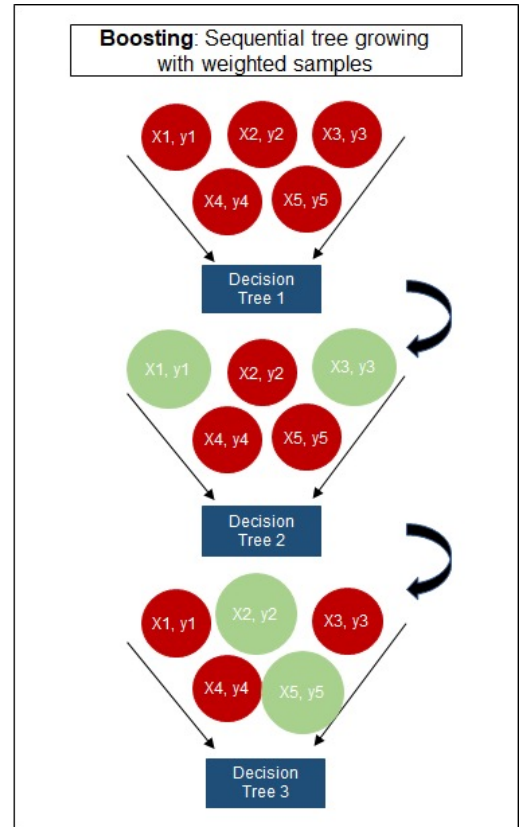 Boosting: Sequential tree growing
with weighted samples
X1, y1
X2, y2
X3, y3
X4, y4
X5, y5
Decision
Tree 1
X1, y1
X2, y2
X3, y3
X4, y4
X5, y5
Decision
Tree 2
X1, y1
X2, y2
X3, y3
X4, y4
X5, y5
Decision
Tree 3